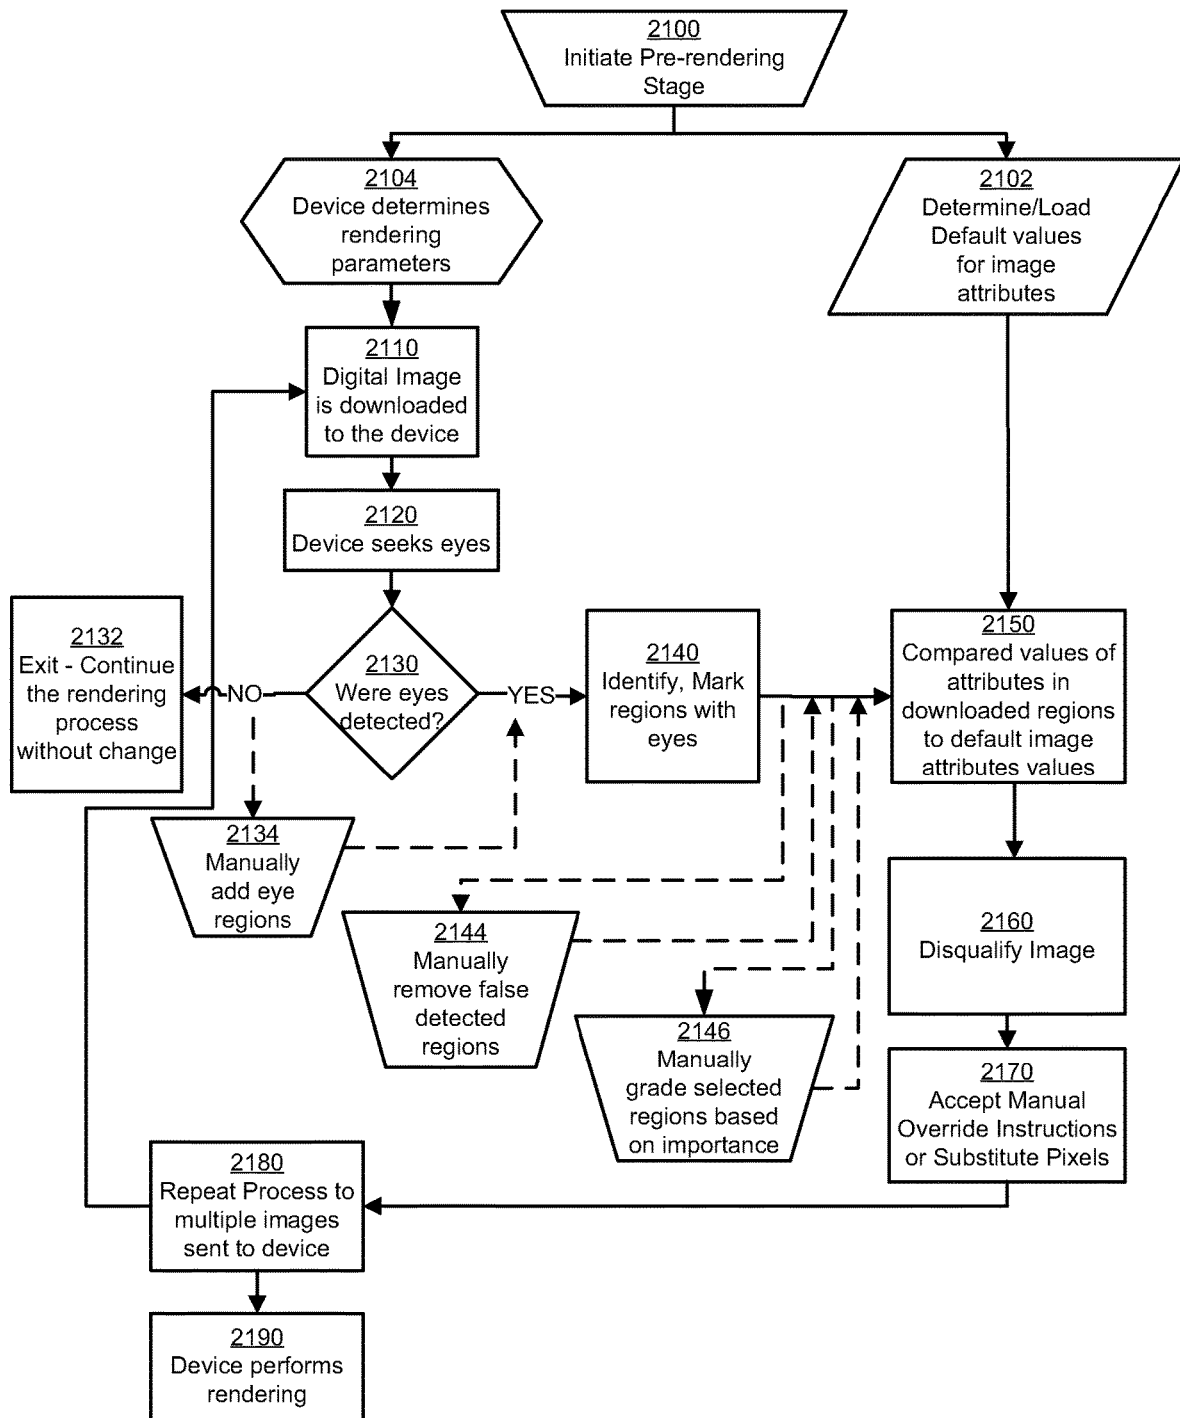 2100
Initiate Pre-rendering
Stage
2104
Device determines
rendering
parameters
2102
Determine/Load
Default values
for image
attributes
2110
Digital Image
is downloaded
to the device
2120
Device seeks eyes
2132
Exit - Continue
the rendering
process
without change
NO
2130
Were eyes
detected?
YES
2140
Identify, Mark
regions with
eyes
2150
Compared values of
attributes in
downloaded regions
to default image
attributes values
2134
Manually
add eye
regions
2144
Manually
remove false
detected
regions
2160
Disqualify Image
2146
Manually
grade selected
regions based
on importance
2170
Accept Manual
Override Instructions
or Substitute Pixels
2180
Repeat Process to
multiple images
sent to device
2190
Device performs
rendering